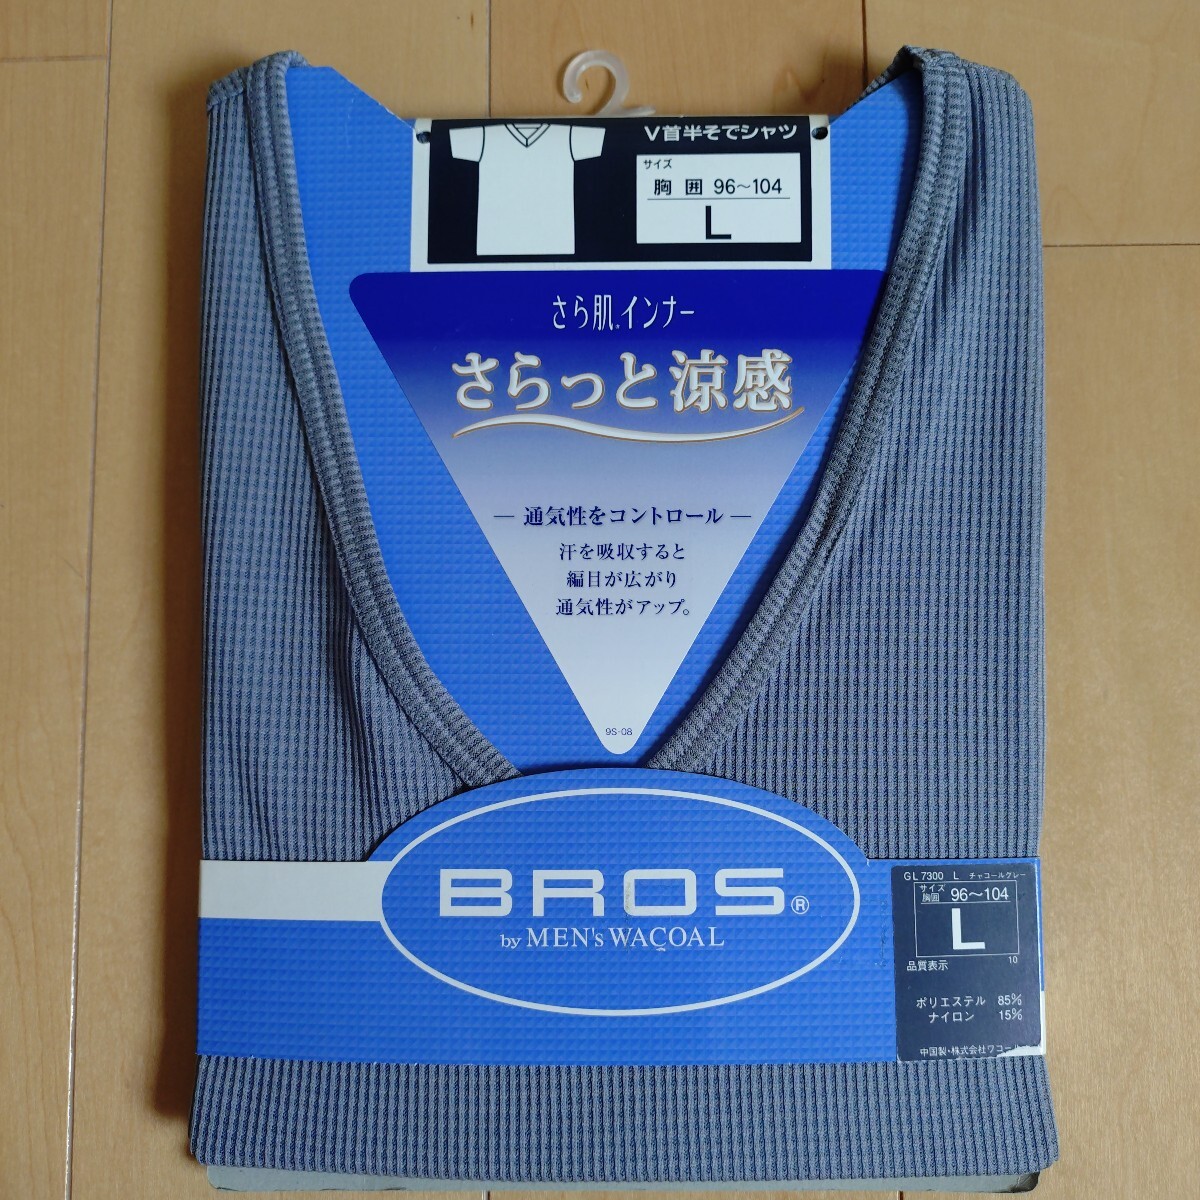 V首半そでシャツ
サイズ
胸囲 96〜104
L
さら肌®インナー
さらっと涼感
― 通気性をコントロール ―
汗を吸収すると
編目が広がり
通気性がアップ。
9S-08
BROS®
by MEN's WACOAL
GL7300 L チャコールグレー
サイズ
胸囲 96〜104
L
品質表示 10
ポリエステル 85%
ナイロン 15%
中国製・株式会社ワコール